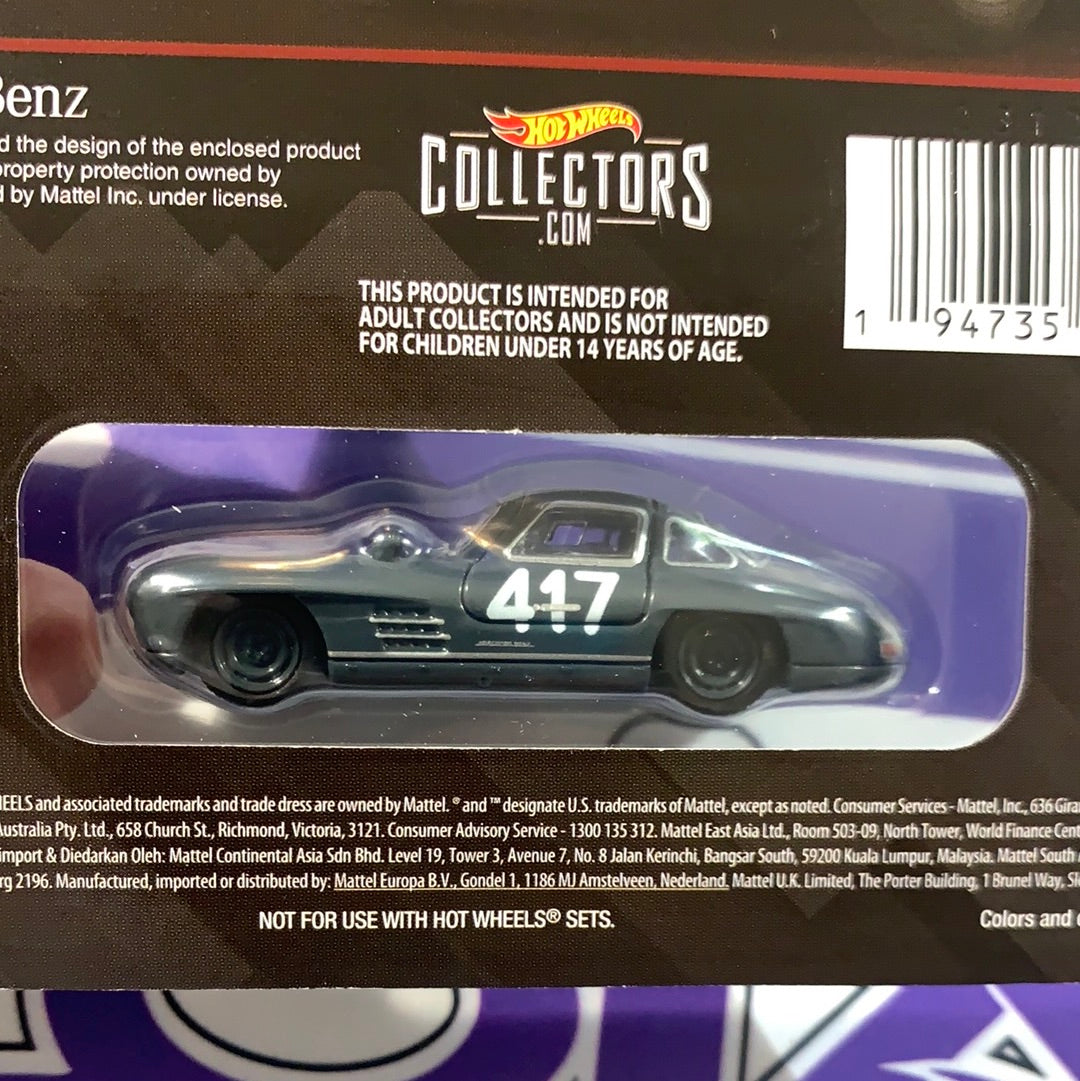 Benz
d the design of the enclosed product
property protection owned by
d by Mattel Inc. under license.
HOT WHEELS
COLLECTORS
.COM
THIS PRODUCT IS INTENDED FOR
ADULT COLLECTORS AND IS NOT INTENDED
FOR CHILDREN UNDER 14 YEARS OF AGE.
1 94735
417
EELS and associated trademarks and trade dress are owned by Mattel. ® and ™ designate U.S. trademarks of Mattel, except as noted. Consumer Services - Mattel, Inc., 636 Gira
Australia Pty. Ltd., 658 Church St., Richmond, Victoria, 3121. Consumer Advisory Service - 1300 135 312. Mattel East Asia Ltd., Room 503-09, North Tower, World Finance Cent
import & Diedarkan Oleh: Mattel Continental Asia Sdn Bhd. Level 19, Tower 3, Avenue 7, No. 8 Jalan Kerinchi, Bangsar South, 59200 Kuala Lumpur, Malaysia. Mattel South
rg 2196. Manufactured, imported or distributed by: Mattel Europa B.V., Gondel 1, 1186 MJ Amstelveen, Nederland. Mattel U.K. Limited, The Porter Building, 1 Brunel Way, Sl
NOT FOR USE WITH HOT WHEELS® SETS.
Colors and